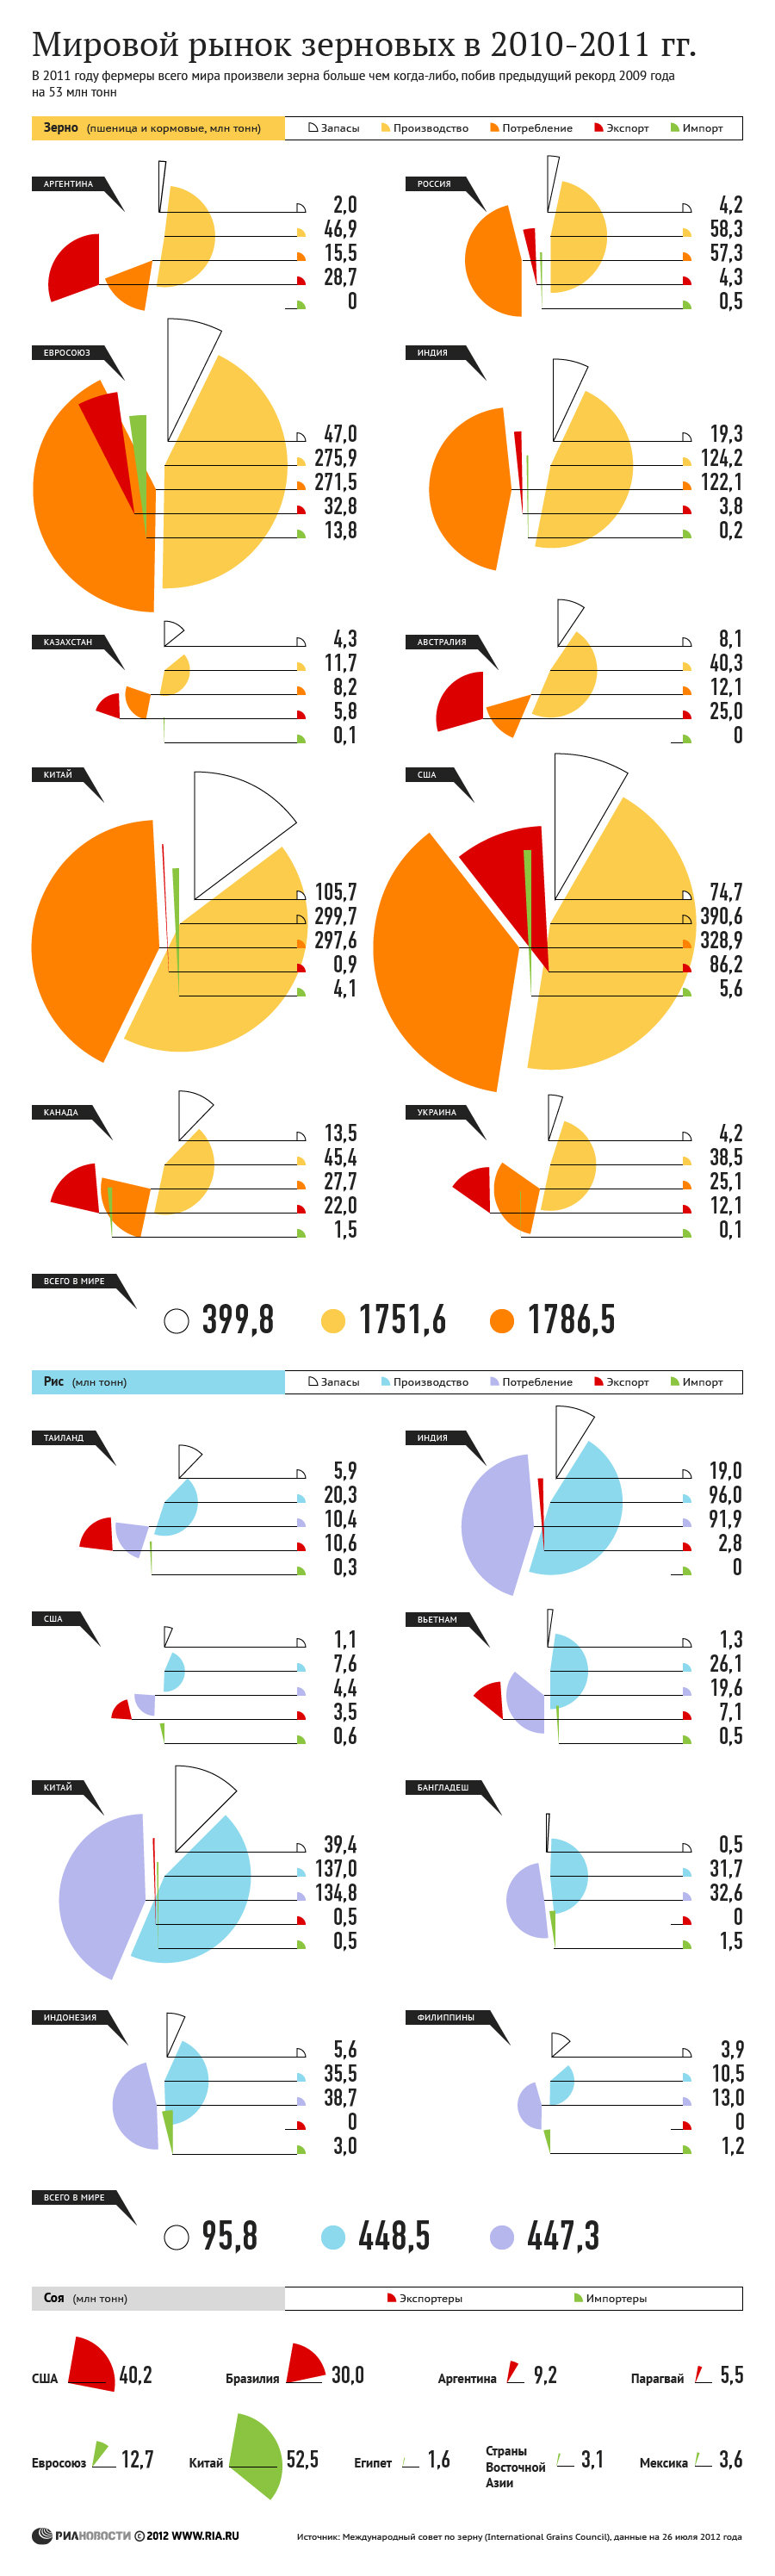 Мировой рынок зерновых в 2010-2011 гг.
В 2011 году фермеры всего мира произвели зерна больше чем когда-либо, побив предыдущий рекорд 2009 года
на 53 млн тонн
Зерно (пшеница и кормовые, млн тонн) Запасы Производство Потребление Экспорт Импорт
АРГЕНТИНА
2,0
46,9
15,5
28,7
0
РОССИЯ
4,2
58,3
57,3
4,3
0,5
ЕВРОСОЮЗ
47,0
275,9
271,5
32,8
13,8
ИНДИЯ
19,3
124,2
122,1
3,8
0,2
КАЗАХСТАН
4,3
11,7
8,2
5,8
0,1
АВСТРАЛИЯ
8,1
40,3
12,1
25,0
0
КИТАЙ
105,7
299,7
297,6
0,9
4,1
США
74,7
390,6
328,9
86,2
5,6
КАНАДА
13,5
45,4
27,7
22,0
1,5
УКРАИНА
4,2
38,5
25,1
12,1
0,1
ВСЕГО В МИРЕ
399,8 1751,6 1786,5
Рис (млн тонн) Запасы Производство Потребление Экспорт Импорт
ТАИЛАНД
5,9
20,3
10,4
10,6
0,3
ИНДИЯ
19,0
96,0
91,9
2,8
0
США
1,1
7,6
4,4
3,5
0,6
ВЬЕТНАМ
1,3
26,1
19,6
7,1
0,5
КИТАЙ
39,4
137,0
134,8
0,5
0,5
БАНГЛАДЕШ
0,5
31,7
32,6
0
1,5
ИНДОНЕЗИЯ
5,6
35,5
38,7
0
3,0
ФИЛИППИНЫ
3,9
10,5
13,0
0
1,2
ВСЕГО В МИРЕ
95,8 448,5 447,3
Соя (млн тонн) Экспортеры Импортеры
США 40,2 Бразилия 30,0 Аргентина 9,2 Парагвай 5,5
Евросоюз 12,7 Китай 52,5 Египет 1,6
Страны
Восточной
Азии
3,1 Мексика 3,6
РИАНОВОСТИ © 2012 WWW.RIA.RU
Источник: Международный совет по зерну (International Grains Council), данные на 26 июля 2012 года